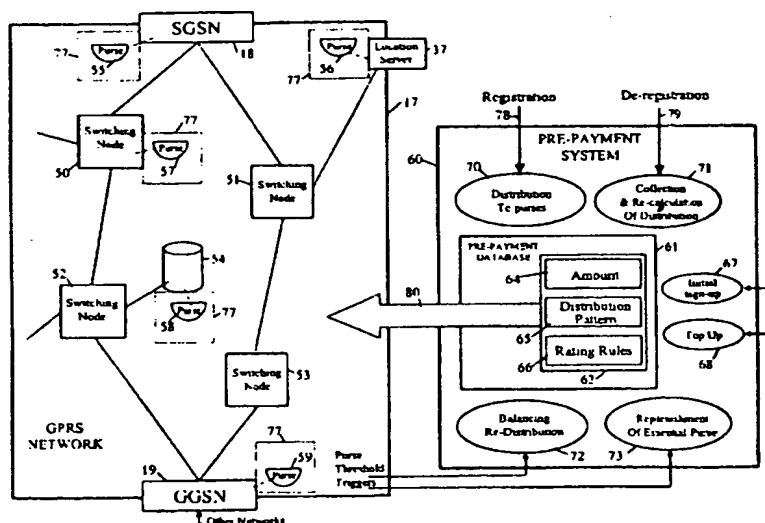 SGSN
18
77
Purse
55
77
Purse
56
Location
Server
37
17
Switching
Node
50
77
Purse
57
51
Switching
Node
52
Switching
Node
54
Purse
58
77
53
Switching
Node
GPRS
NETWORK
19
GGSN
77
59
Purse
Purse
Threshold
Triggers
Other Networks
Registration
78
De-registration
79
60
PRE-PAYMENT
SYSTEM
70
Distribution
To purses
71
Collection
& Re-calculation
Of Distribution
PRE-PAYMENT
DATABASE
61
64
Amount
Distribution
Pattern
65
Rating Rules
66
62
80
67
Initial
Sign-up
Top Up
68
Balancing
Re-Distribution
72
Replenishment
Of Essential Purse
73